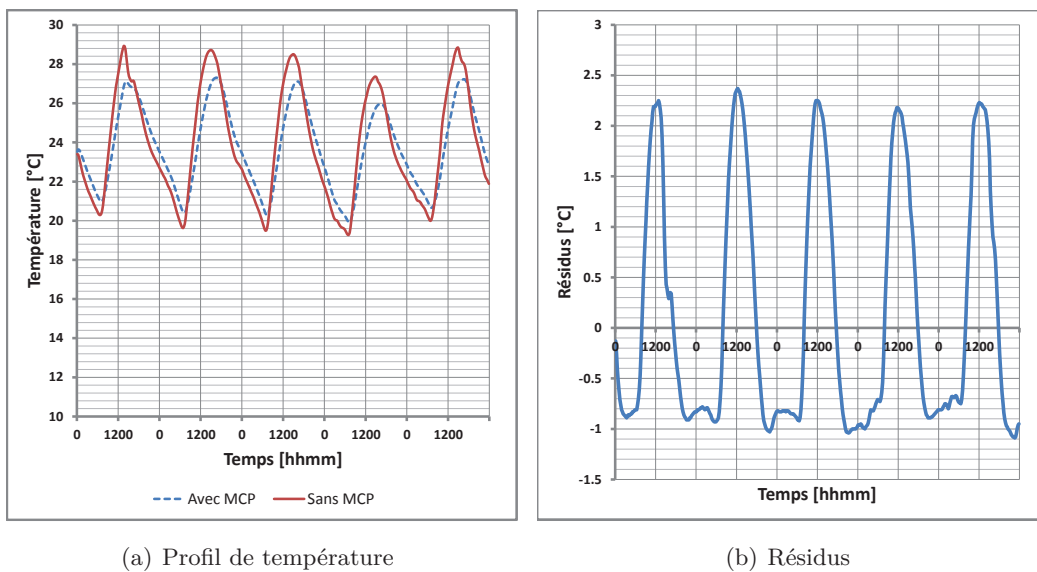 30
28
26
24
22
20
18
16
14
12
10
0 1200 0 1200 0 1200 0 1200 0 1200
Température [°C]
Temps [hhmm]
Avec MCP Sans MCP
3
2.5
2
1.5
1
0.5
0
-0.5
-1
-1.5
0 1200 0 1200 0 1200 0 1200 0 1200
Résidus [°C]
Temps [hhmm]
(a) Profil de température
(b) Résidus